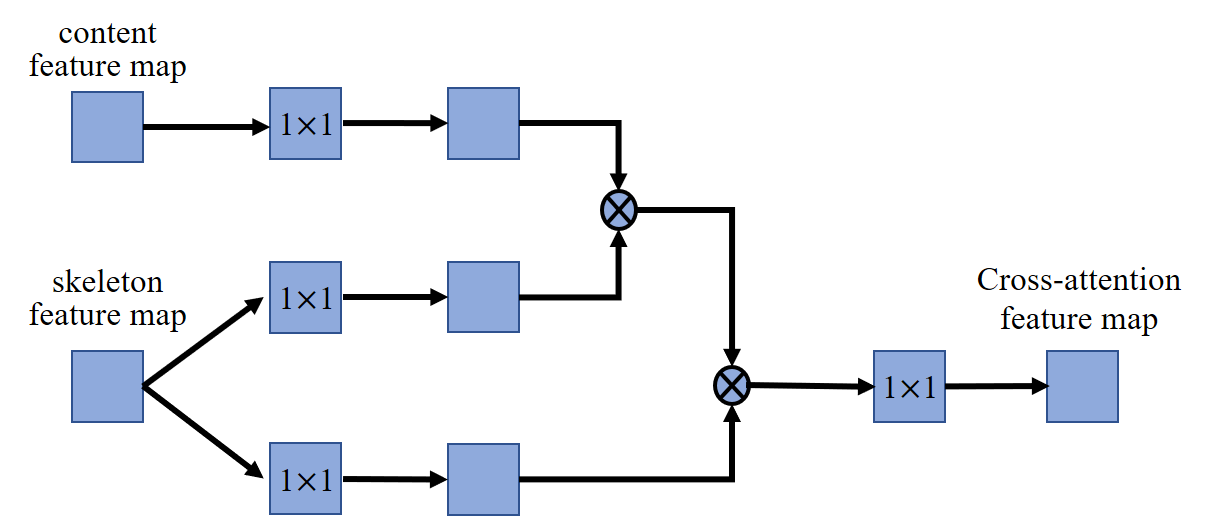 content
feature map
1×1
skeleton
feature map
1×1
1×1
Cross-attention
feature map
1×1